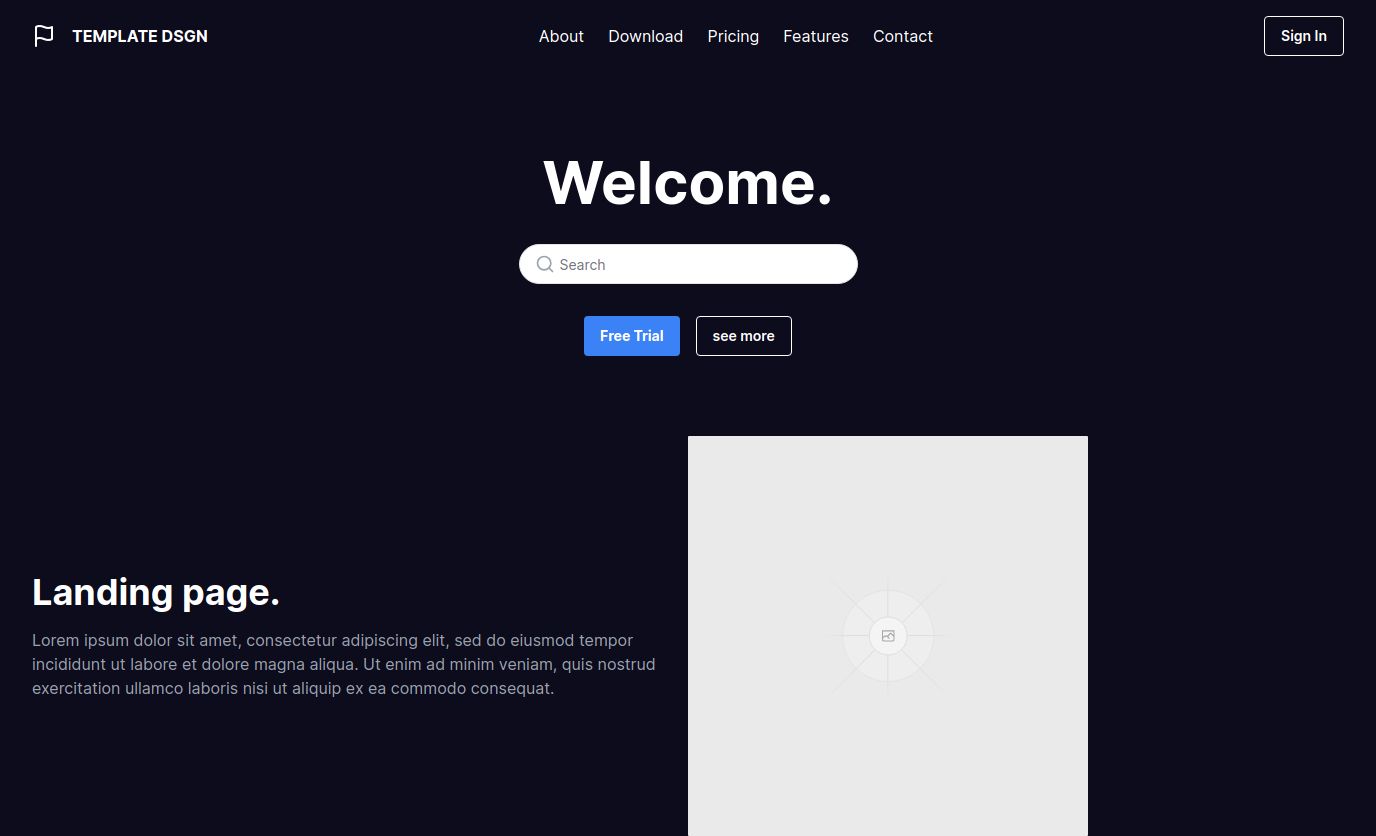 TEMPLATE DSGN
About Download Pricing Features Contact
Sign In
Welcome.
Search
Free Trial
see more
Landing page.
Lorem ipsum dolor sit amet, consectetur adipiscing elit, sed do eiusmod tempor
incididunt ut labore et dolore magna aliqua. Ut enim ad minim veniam, quis nostrud
exercitation ullamco laboris nisi ut aliquip ex ea commodo consequat.